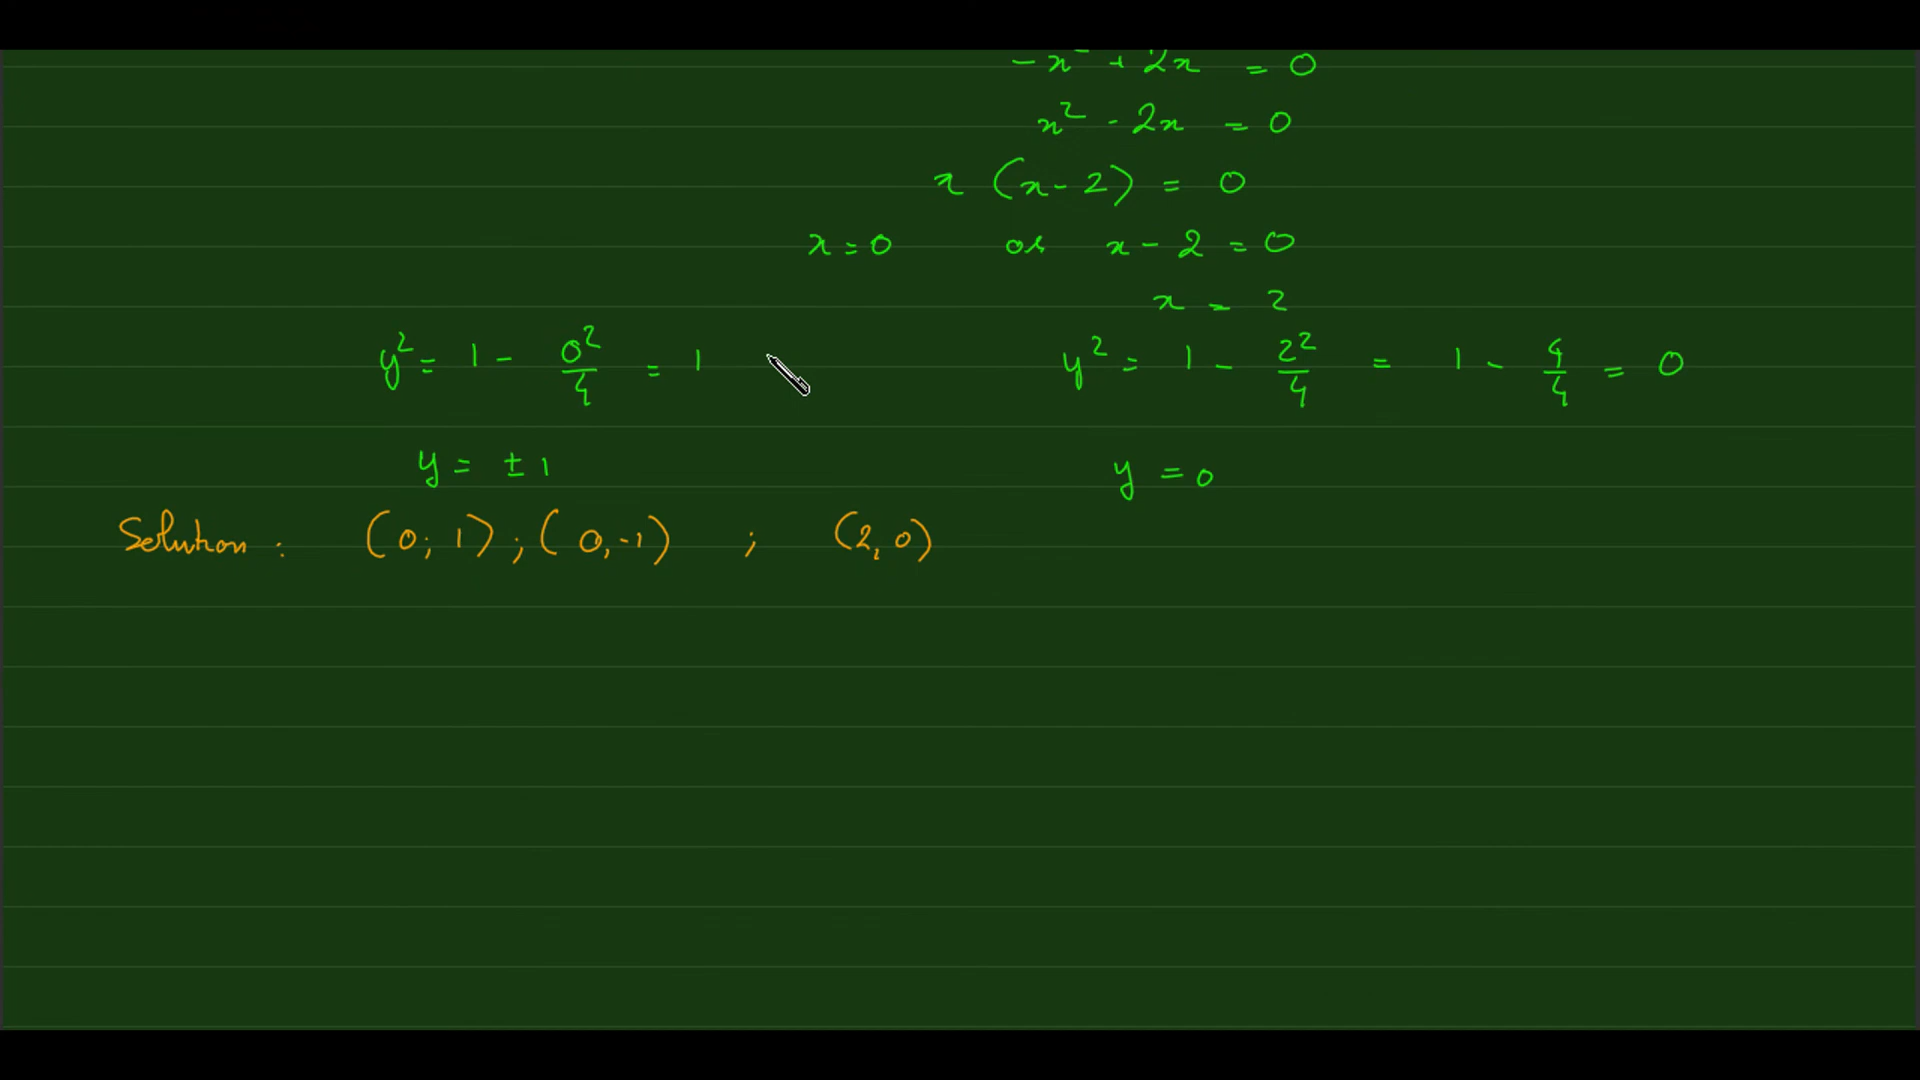 -x² + 2x = 0
x² - 2x = 0
x (x-2) = 0
x = 0 or x - 2 = 0
x = 2
y² = 1 - 0²/4 = 1 y² = 1 - 2²/4 = 1 - 4/4 = 0
y = ± 1 y = 0
Solution : (0; 1) ; (0,-1) ; (2,0)